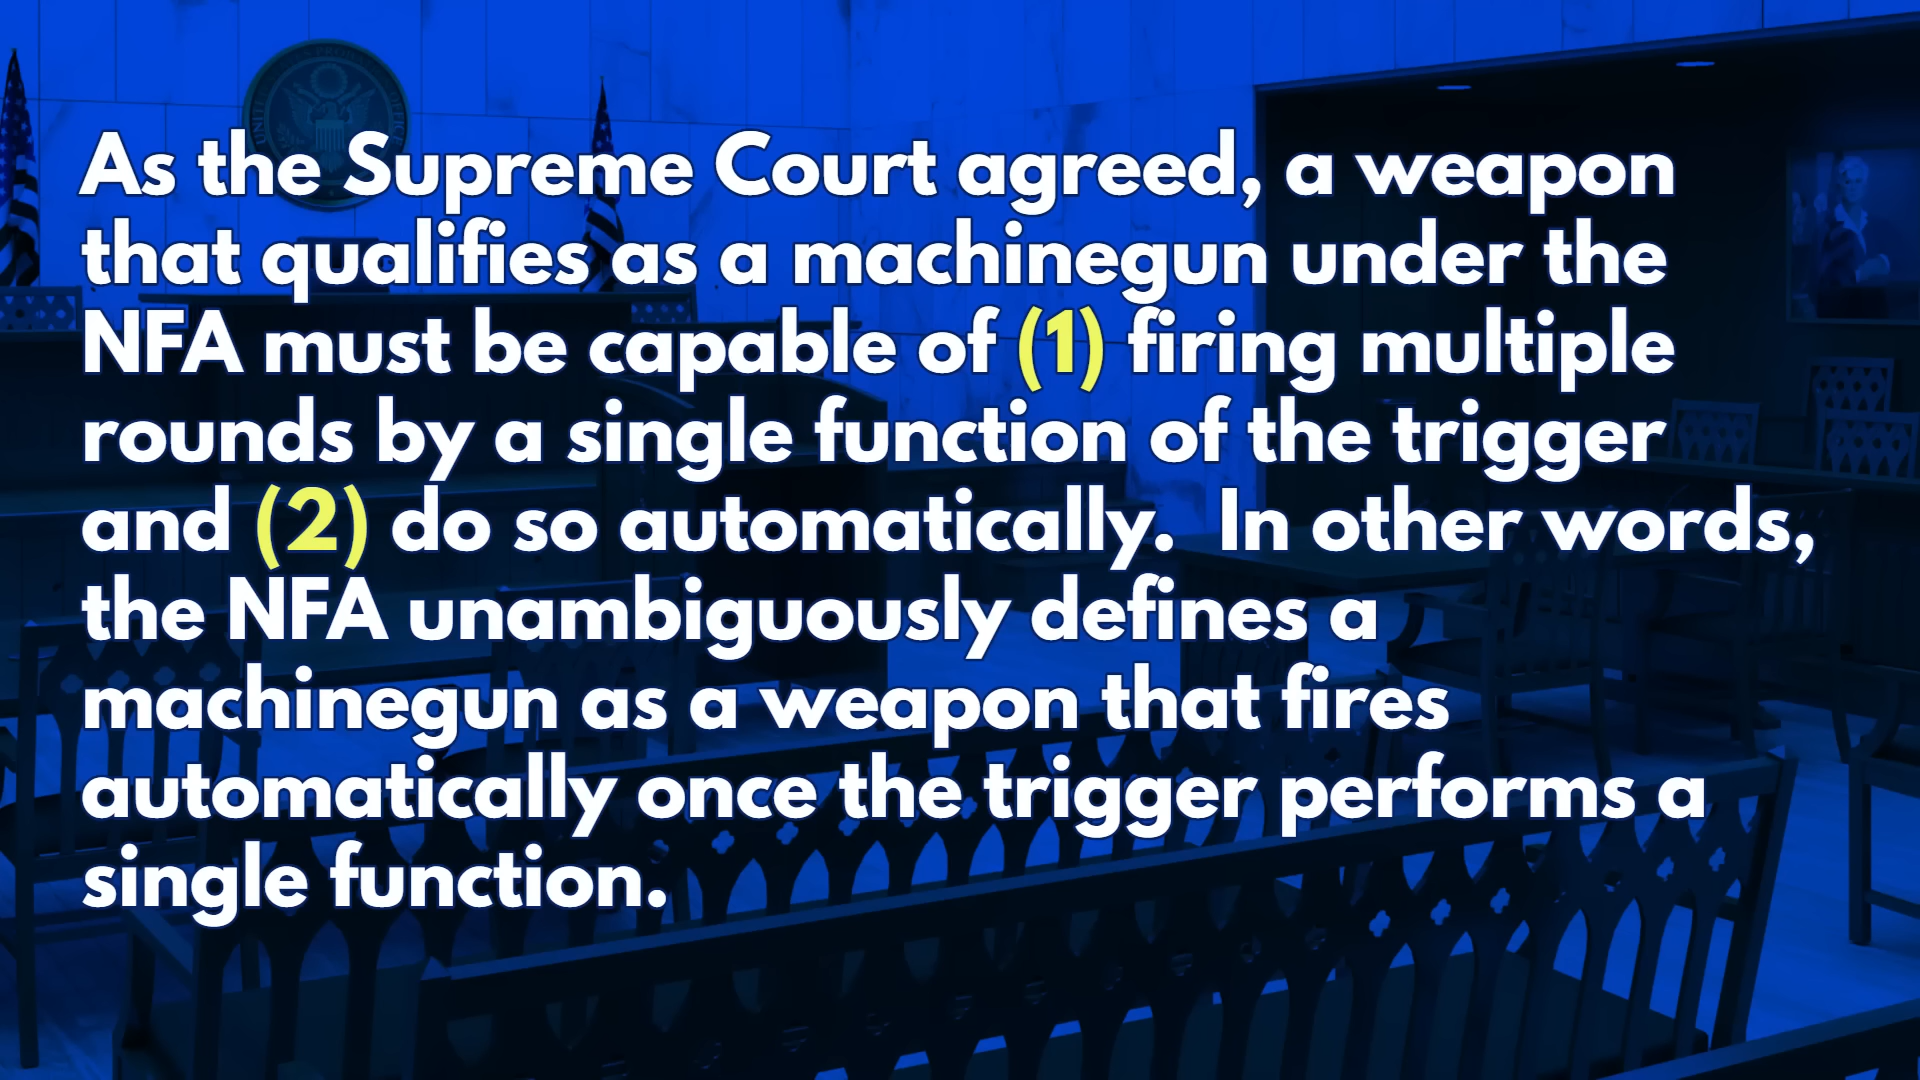 As the Supreme Court agreed, a weapon
that qualifies as a machinegun under the
NFA must be capable of (1) firing multiple
rounds by a single function of the trigger
and (2) do so automatically.  In other words,
the NFA unambiguously defines a
machinegun as a weapon that fires
automatically once the trigger performs a
single function.